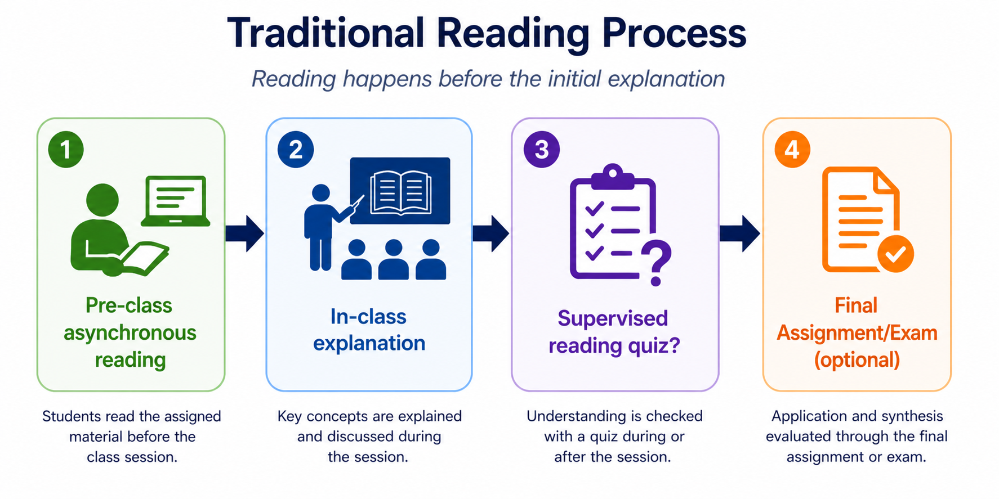 Traditional Reading Process
Reading happens before the initial explanation
1
Pre-class
asynchronous
reading
Students read the assigned
material before the
class session.
2
In-class
explanation
Key concepts are explained
and discussed during
the session.
3
?
Supervised
reading quiz?
Understanding is checked
with a quiz during or
after the session.
4
Final
Assignment/Exam
(optional)
Application and synthesis
evaluated through the final
assignment or exam.